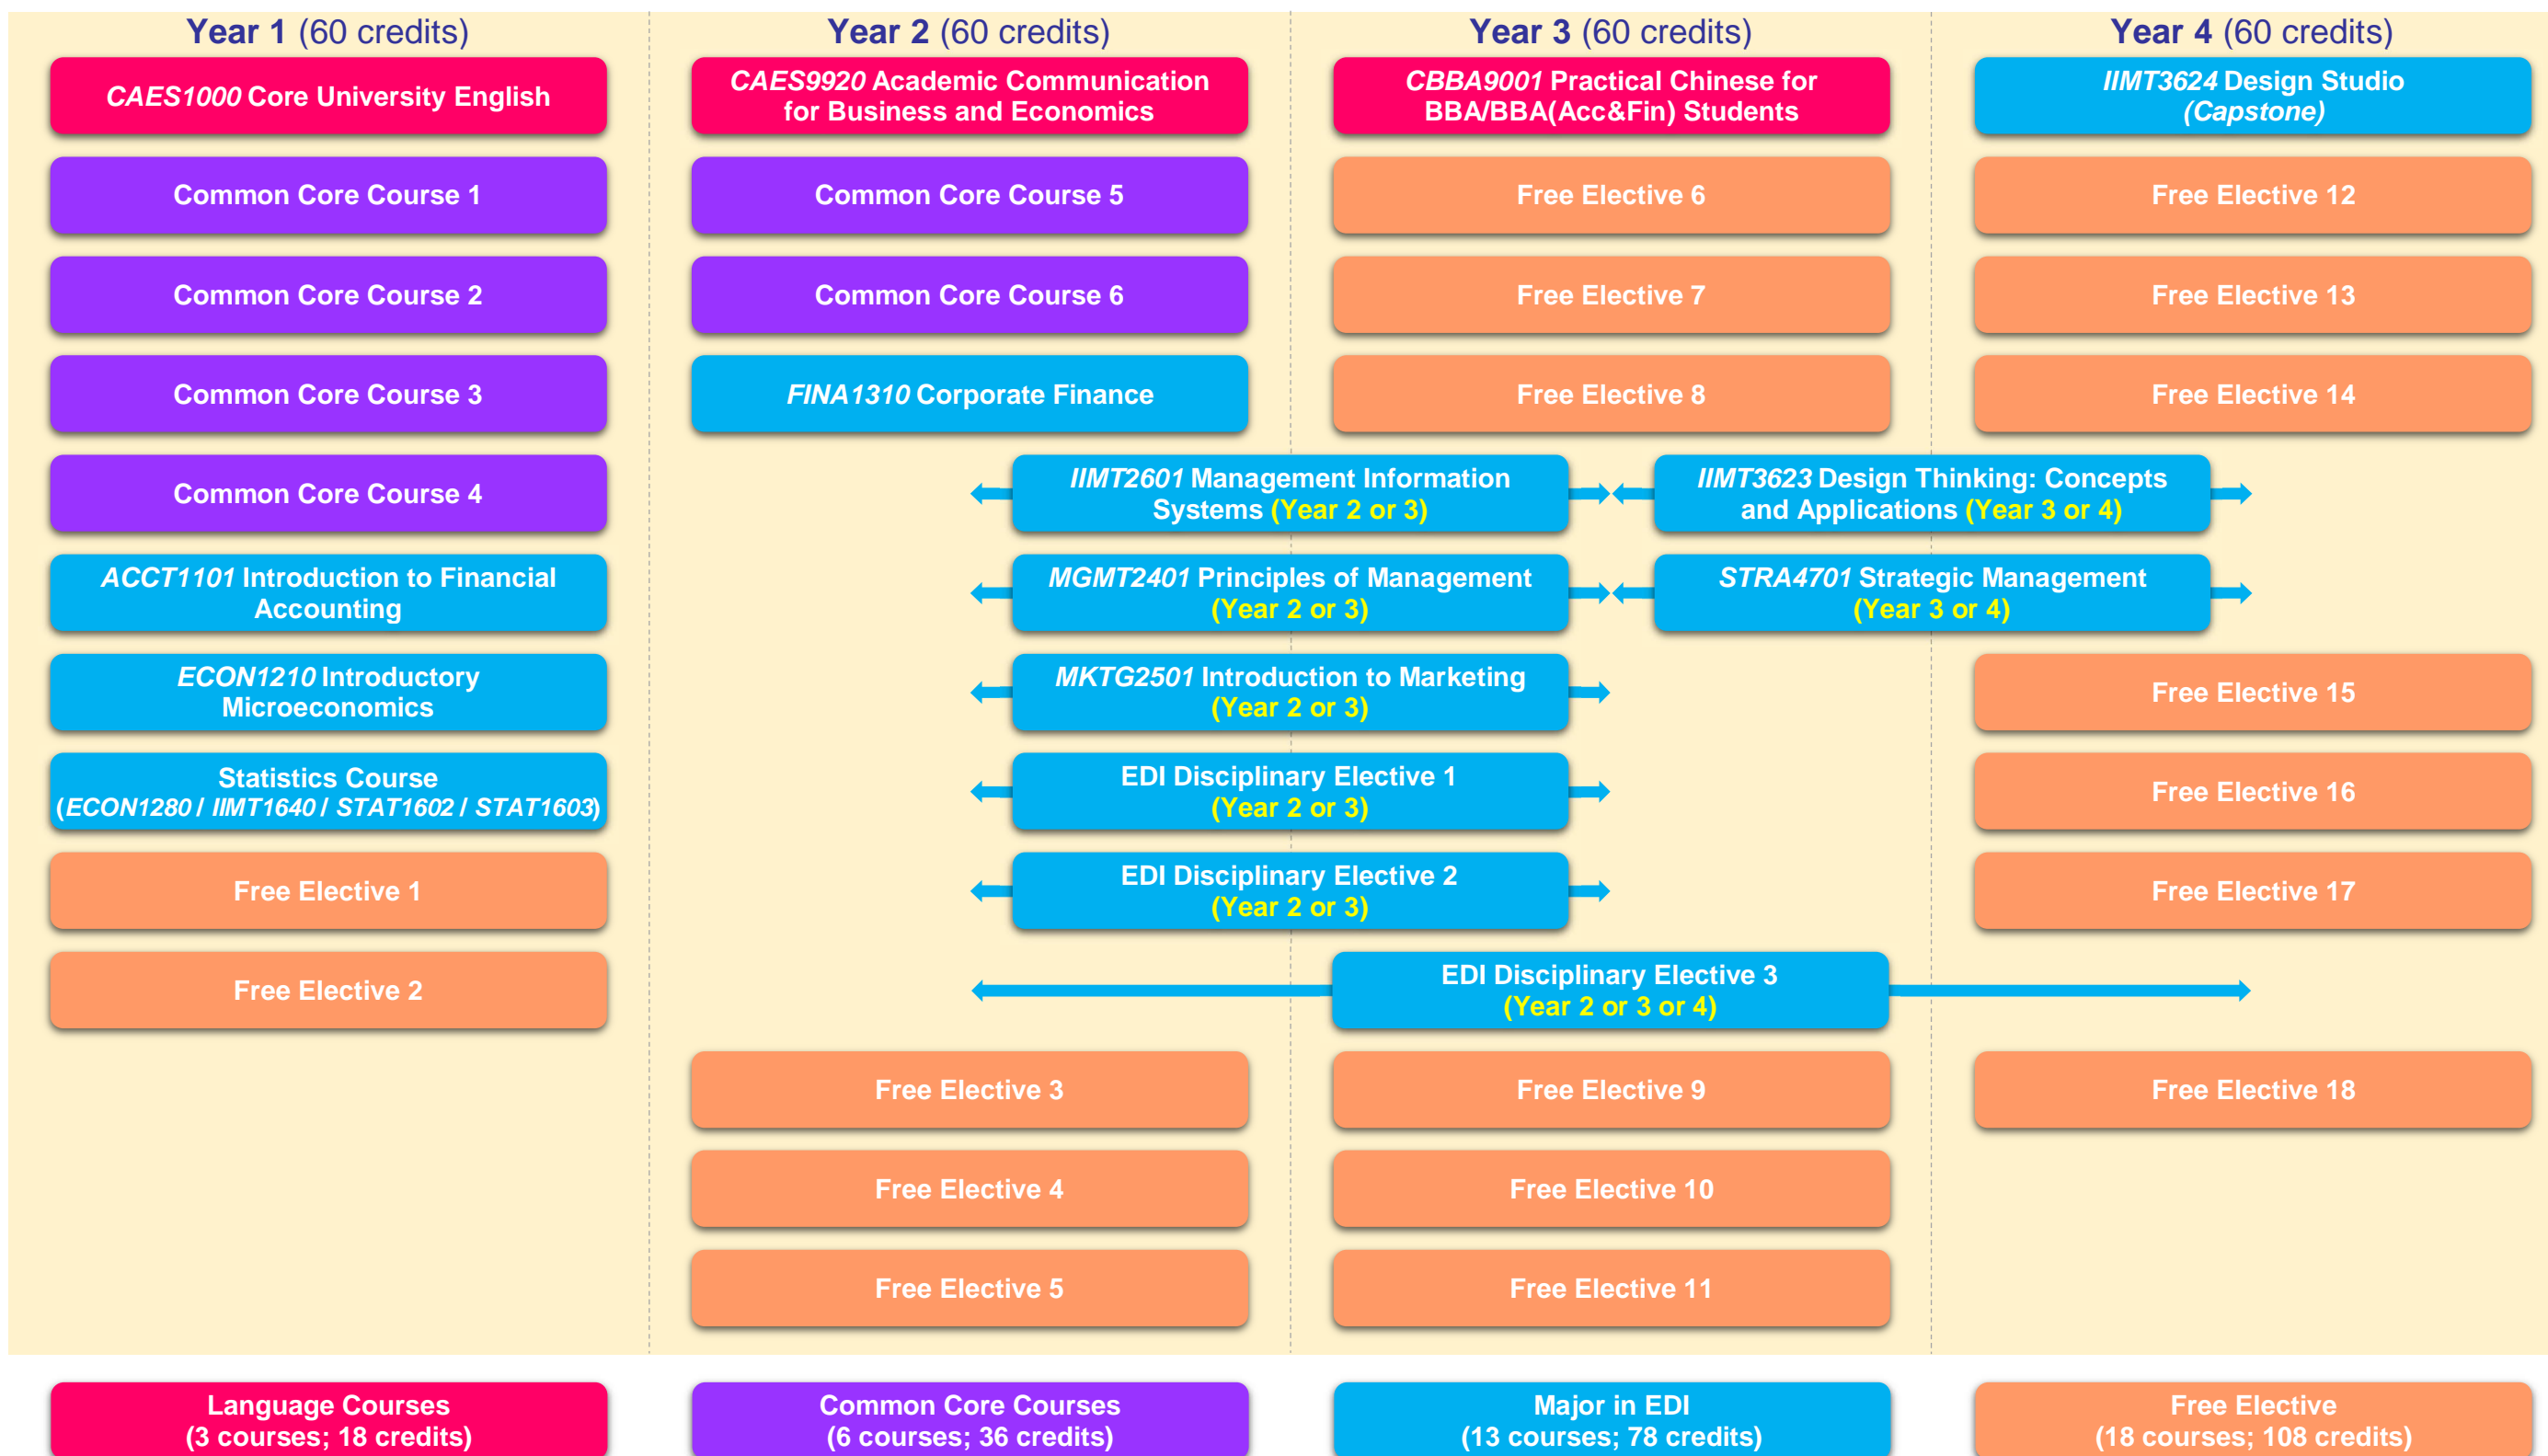 Year 1 (60 credits)
CAES1000 Core University English
Common Core Course 1
Common Core Course 2
Common Core Course 3
Common Core Course 4
ACCT1101 Introduction to Financial
Accounting
ECON1210 Introductory
Microeconomics
Statistics Course
(ECON1280 / IIMT1640 / STAT1602 / STAT1603)
Free Elective 1
Free Elective 2
Year 2 (60 credits)
CAES9920 Academic Communication
for Business and Economics
Common Core Course 5
Common Core Course 6
FINA1310 Corporate Finance
IIMT2601 Management Information
Systems (Year 2 or 3)
MGMT2401 Principles of Management
(Year 2 or 3)
MKTG2501 Introduction to Marketing
(Year 2 or 3)
EDI Disciplinary Elective 1
(Year 2 or 3)
EDI Disciplinary Elective 2
(Year 2 or 3)
Free Elective 3
Free Elective 4
Free Elective 5
Year 3 (60 credits)
CBBA9001 Practical Chinese for
BBA/BBA(Acc&Fin) Students
Free Elective 6
Free Elective 7
Free Elective 8
IIMT3623 Design Thinking: Concepts
and Applications (Year 3 or 4)
STRA4701 Strategic Management
(Year 3 or 4)
EDI Disciplinary Elective 3
(Year 2 or 3 or 4)
Free Elective 9
Free Elective 10
Free Elective 11
Year 4 (60 credits)
IIMT3624 Design Studio
(Capstone)
Free Elective 12
Free Elective 13
Free Elective 14
Free Elective 15
Free Elective 16
Free Elective 17
Free Elective 18
Language Courses
(3 courses; 18 credits)
Common Core Courses
(6 courses; 36 credits)
Major in EDI
(13 courses; 78 credits)
Free Elective
(18 courses; 108 credits)